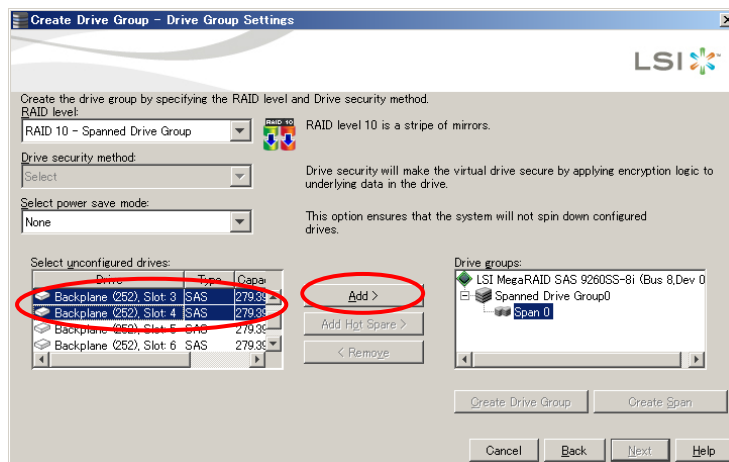 Create Drive Group - Drive Group Settings
LSI
Create the drive group by specifying the RAID level and Drive security method.
RAID level:
RAID 10 - Spanned Drive Group
RAID 10
RAID level 10 is a stripe of mirrors.
Drive security method:
Select
Drive security will make the virtual drive secure by applying encryption logic to
underlying data in the drive.
Select power save mode:
None
This option ensures that the system will not spin down configured
drives.
Select unconfigured drives:
Drive Type Capa
Backplane (252), Slot: 3 SAS 279.39
Backplane (252), Slot: 4 SAS 279.39
Backplane (252), Slot: 5 SAS 279.39
Backplane (252), Slot: 6 SAS 279.39
Add >
Add Hot Spare >
< Remove
Drive groups:
LSI MegaRAID SAS 9260SS-8i (Bus 8,Dev 0
Spanned Drive Group0
Span 0
Create Drive Group
Create Span
Cancel
Back
Next
Help